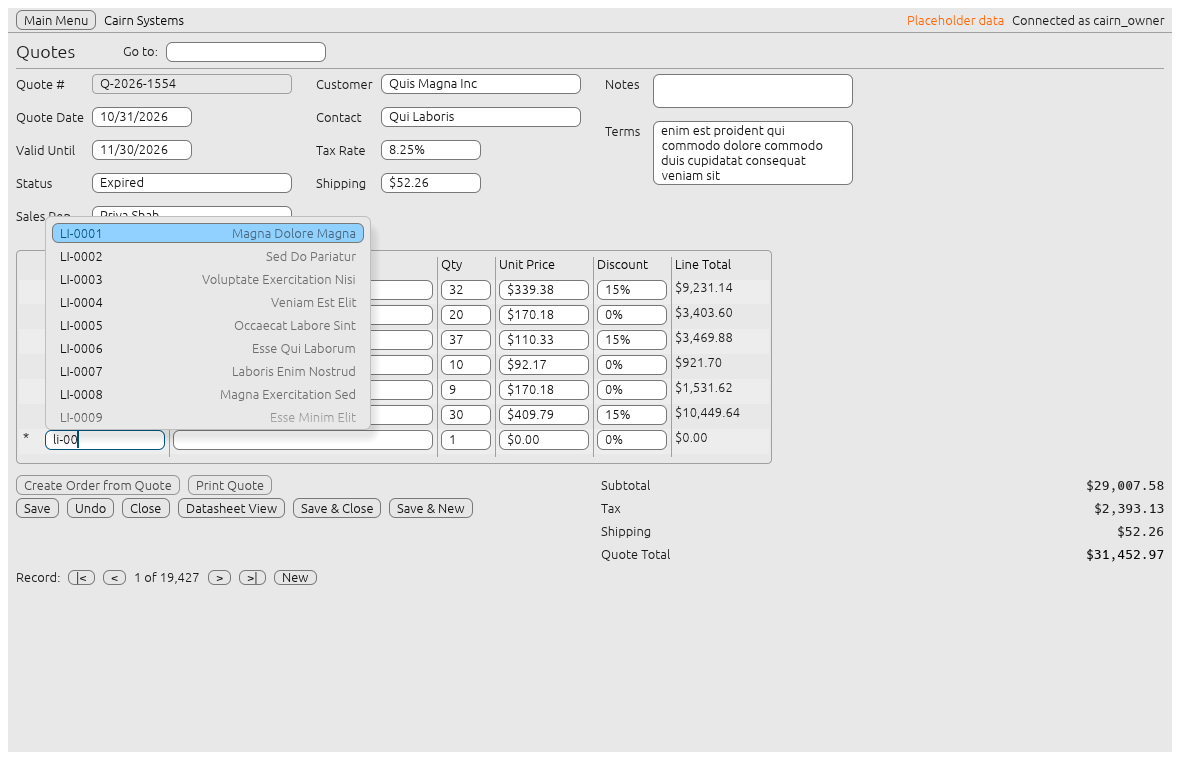 Main Menu Cairn Systems Placeholder data Connected as cairn_owner
Quotes Go to:
Quote # Q-2026-1554 Customer Quis Magna Inc Notes
Quote Date 10/31/2026 Contact Qui Laboris Terms enim est proident qui
commodo dolore commodo
duis cupidatat consequat
veniam sit
Valid Until 11/30/2026 Tax Rate 8.25%
Status Expired Shipping $52.26
Sales Rep Priya Shah
LI-0001 Magna Dolore Magna
LI-0002 Sed Do Pariatur
LI-0003 Voluptate Exercitation Nisi
LI-0004 Veniam Est Elit
LI-0005 Occaecat Labore Sint
LI-0006 Esse Qui Laborum
LI-0007 Laboris Enim Nostrud
LI-0008 Magna Exercitation Sed
LI-0009 Esse Minim Elit
Qty Unit Price Discount Line Total
32 $339.38 15% $9,231.14
20 $170.18 0% $3,403.60
37 $110.33 15% $3,469.88
10 $92.17 0% $921.70
9 $170.18 0% $1,531.62
30 $409.79 15% $10,449.64
* li-00 1 $0.00 0% $0.00
Create Order from Quote Print Quote
Save Undo Close Datasheet View Save & Close Save & New
Subtotal $29,007.58
Tax $2,393.13
Shipping $52.26
Quote Total $31,452.97
Record: |< < 1 of 19,427 > >| New